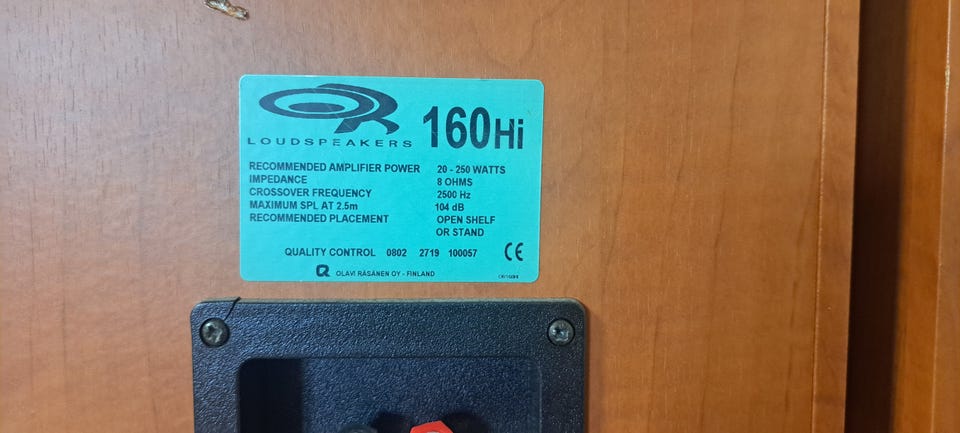 OR
LOUDSPEAKERS
160Hi
RECOMMENDED AMPLIFIER POWER 20 - 250 WATTS
IMPEDANCE 8 OHMS
CROSSOVER FREQUENCY 2500 Hz
MAXIMUM SPL AT 2.5m 104 dB
RECOMMENDED PLACEMENT OPEN SHELF
OR STAND
QUALITY CONTROL 0802 2719 100057 CE
OLAVI RÄSÄNEN OY - FINLAND